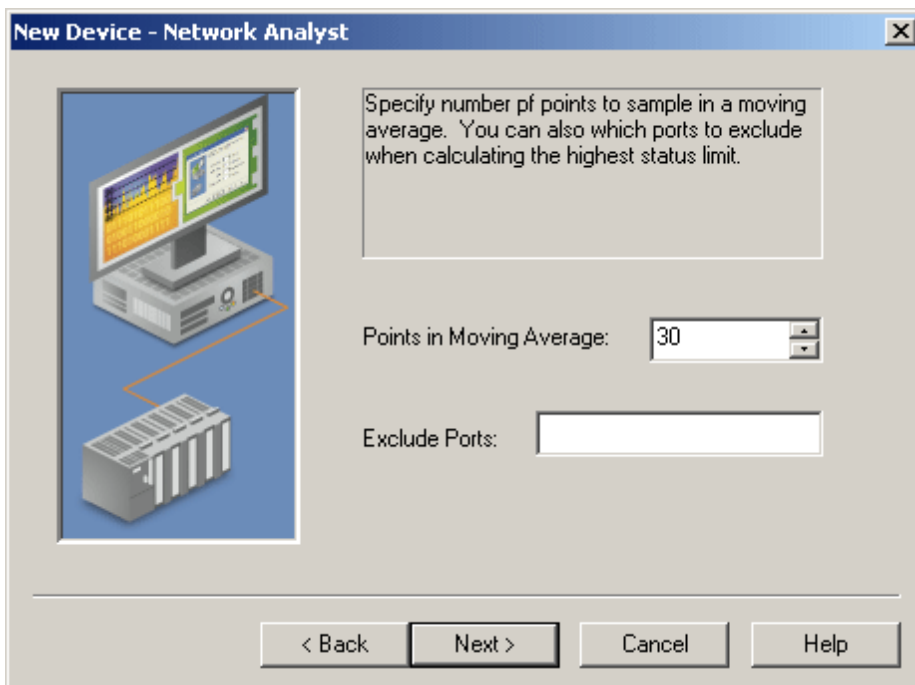 New Device - Network Analyst
Specify number pf points to sample in a moving
average. You can also which ports to exclude
when calculating the highest status limit.
Points in Moving Average:
30
Exclude Ports:
< Back
Next >
Cancel
Help